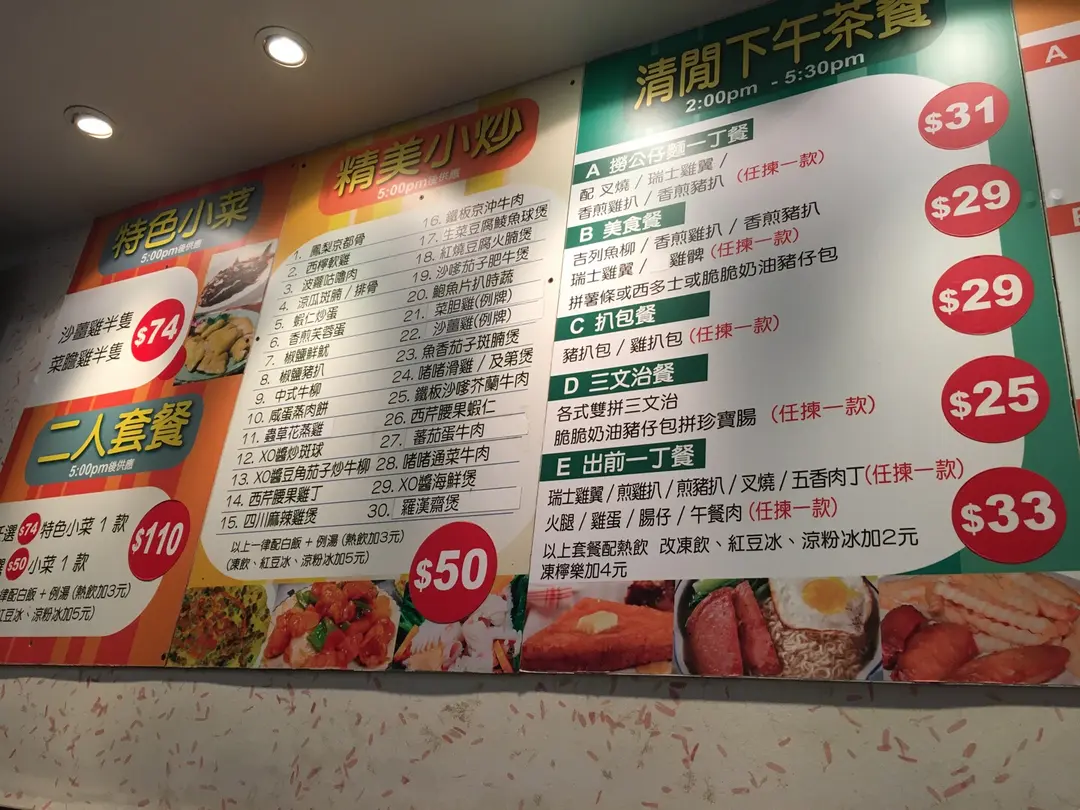 特色小菜
5:00pm後供應
沙薑雞半隻
菜膽雞半隻
$74
二人套餐
5:00pm後供應
選 $74 特色小菜 1 款
$50 小菜 1 款
$110
律配白飯 + 例湯 (熱飲加3元)
紅豆冰、涼粉冰加5元)
精美小炒
5:00pm後供應
1. 鳳梨京都骨
2. 西檸軟雞
3. 波蘿咕嚕肉
4. 涼瓜斑腩 / 排骨
5. 蝦仁炒蛋
6. 香煎芙蓉蛋
7. 椒鹽鮮魷
8. 椒鹽豬扒
9. 中式牛柳
10. 咸蛋蒸肉餅
11. 蟲草花蒸雞
12. XO醬炒斑球
13. XO醬豆角茄子炒牛柳
14. 西芹腰果雞丁
15. 四川麻辣雞煲
16. 鐵板京沖牛肉
17. 生菜豆腐鯪魚球煲
18. 紅燒豆腐火腩煲
19. 沙嗲茄子肥牛煲
20. 鮑魚片扒時蔬
21. 菜胆雞(例牌)
22. 沙薑雞(例牌)
23. 魚香茄子斑腩煲
24. 啫啫滑雞 / 及第煲
25. 鐵板沙嗲芥蘭牛肉
26. 西芹腰果蝦仁
27. 蕃茄蛋牛肉
28. 啫啫通菜牛肉
29. XO醬海鮮煲
30. 羅漢齋煲
以上一律配白飯 + 例湯 (熱飲加3元)
(凍飲、紅豆冰、涼粉冰加5元)
$50
清閒下午茶餐
2:00pm - 5:30pm
A 撈公仔麵一丁餐
$31
配 叉燒 / 瑞士雞翼 /
香煎雞扒 / 香煎豬扒 (任揀一款)
B 美食餐
$29
吉列魚柳 / 香煎雞扒 / 香煎豬扒
瑞士雞翼 / 雞髀 (任揀一款)
拼薯條或西多士或脆脆奶油豬仔包
C 扒包餐
$29
豬扒包 / 雞扒包 (任揀一款)
D 三文治餐
$25
各式雙拼三文治
脆脆奶油豬仔包拼珍寶腸 (任揀一款)
E 出前一丁餐
$33
瑞士雞翼 / 煎雞扒 / 煎豬扒 / 叉燒 / 五香肉丁 (任揀一款)
火腿 / 雞蛋 / 腸仔 / 午餐肉 (任揀一款)
以上套餐配熱飲 改凍飲、紅豆冰、涼粉冰加2元
凍檸樂加4元
A